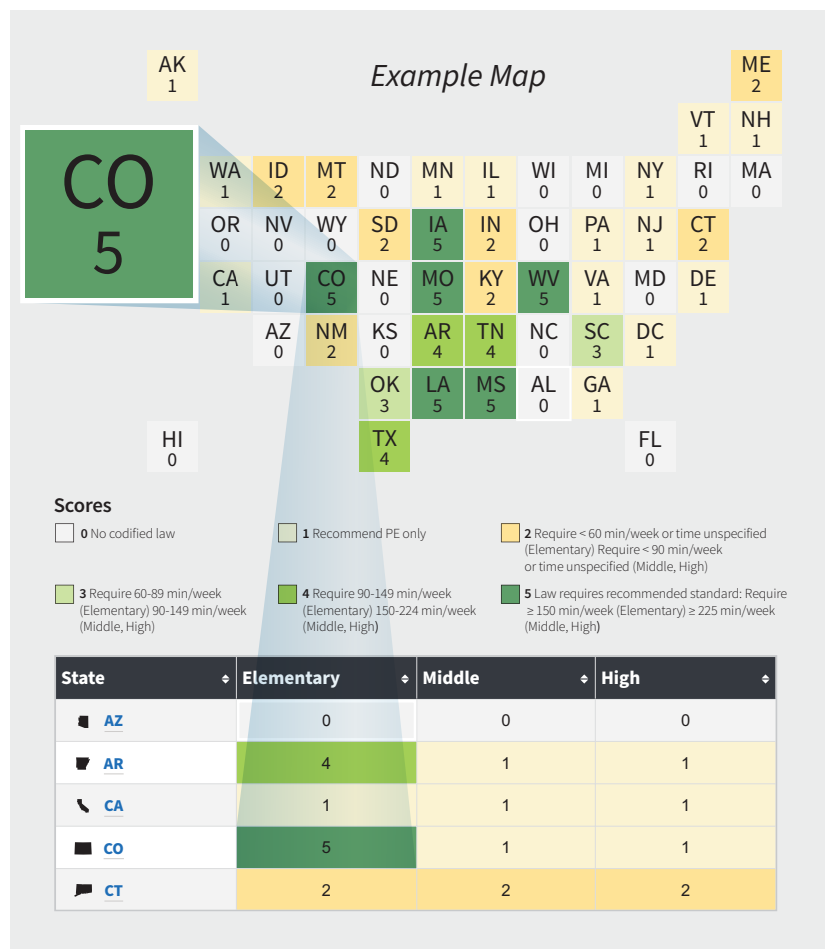 Example Map
AK
1
ME
2
VT
1
NH
1
CO
5
WA
1
ID
2
MT
2
ND
0
MN
1
IL
1
WI
0
MI
0
NY
1
RI
0
MA
0
OR
0
NV
0
WY
0
SD
2
IA
5
IN
2
OH
0
PA
1
NJ
1
CT
2
CA
1
UT
0
CO
5
NE
0
MO
5
KY
2
WV
5
VA
1
MD
0
DE
1
AZ
0
NM
2
KS
0
AR
4
TN
4
NC
0
SC
3
DC
1
OK
3
LA
5
MS
5
AL
0
GA
1
HI
0
TX
4
FL
0
Scores
0 No codified law
1 Recommend PE only
2 Require < 60 min/week or time unspecified
(Elementary) Require < 90 min/week
or time unspecified (Middle, High)
3 Require 60-89 min/week
(Elementary) 90-149 min/week
(Middle, High)
4 Require 90-149 min/week
(Elementary) 150-224 min/week
(Middle, High)
5 Law requires recommended standard: Require
≥ 150 min/week (Elementary) ≥ 225 min/week
(Middle, High)
State Elementary Middle High
AZ 0 0 0
AR 4 1 1
CA 1 1 1
CO 5 1 1
CT 2 2 2